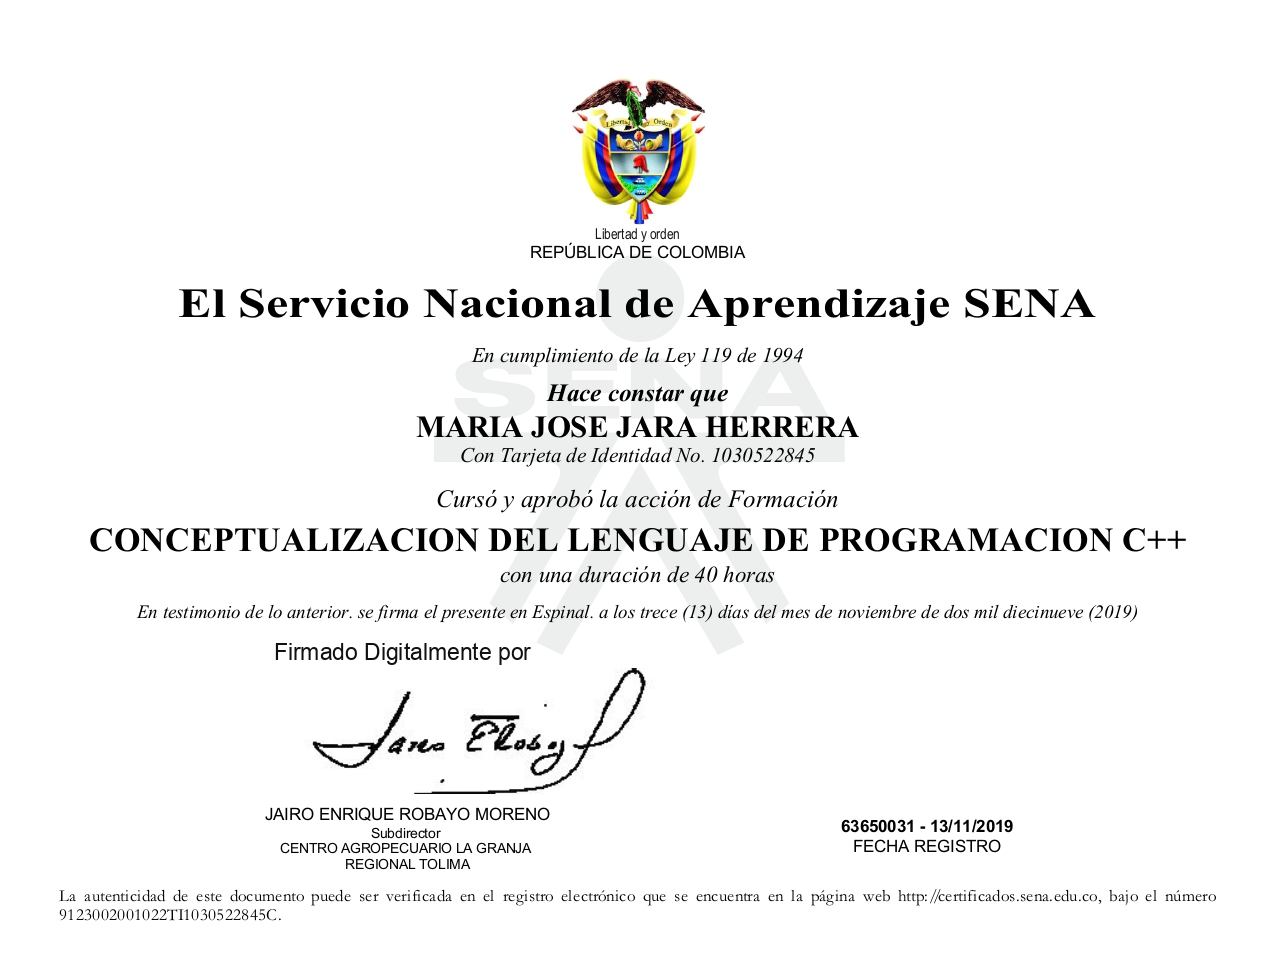 Libertad y Orden
Libertad y orden
REPÚBLICA DE COLOMBIA
El Servicio Nacional de Aprendizaje SENA
En cumplimiento de la Ley 119 de 1994
SENA
Hace constar que
MARIA JOSE JARA HERRERA
Con Tarjeta de Identidad No. 1030522845
Cursó y aprobó la acción de Formación
CONCEPTUALIZACION DEL LENGUAJE DE PROGRAMACION C++
con una duración de 40 horas
En testimonio de lo anterior. se firma el presente en Espinal. a los trece (13) días del mes de noviembre de dos mil diecinueve (2019)
Firmado Digitalmente por
JAIRO ENRIQUE ROBAYO MORENO
Subdirector
CENTRO AGROPECUARIO LA GRANJA
REGIONAL TOLIMA
63650031 - 13/11/2019
FECHA REGISTRO
La autenticidad de este documento puede ser verificada en el registro electrónico que se encuentra en la página web http://certificados.sena.edu.co, bajo el número
9123002001022TI1030522845C.